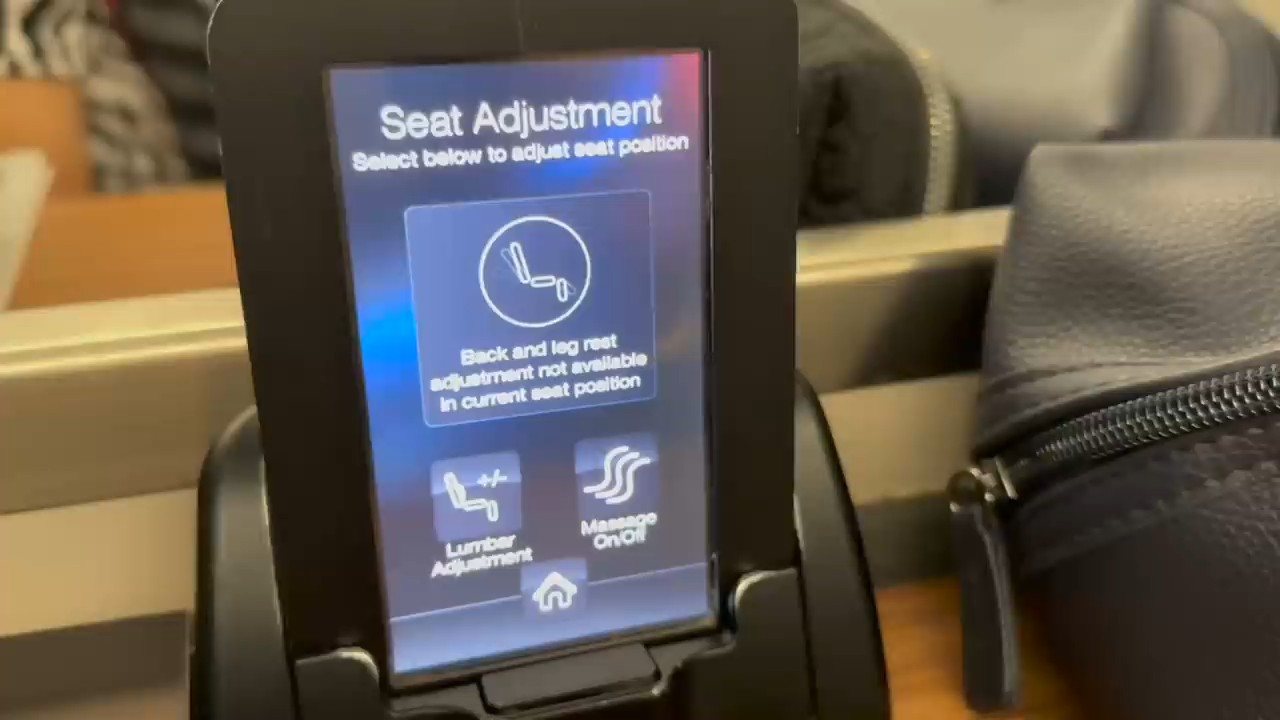 Seat Adjustment
Select below to adjust seat position
Back and leg rest
adjustment not available
in current seat position
+/-
Lumbar
Adjustment
Massage
On/Off